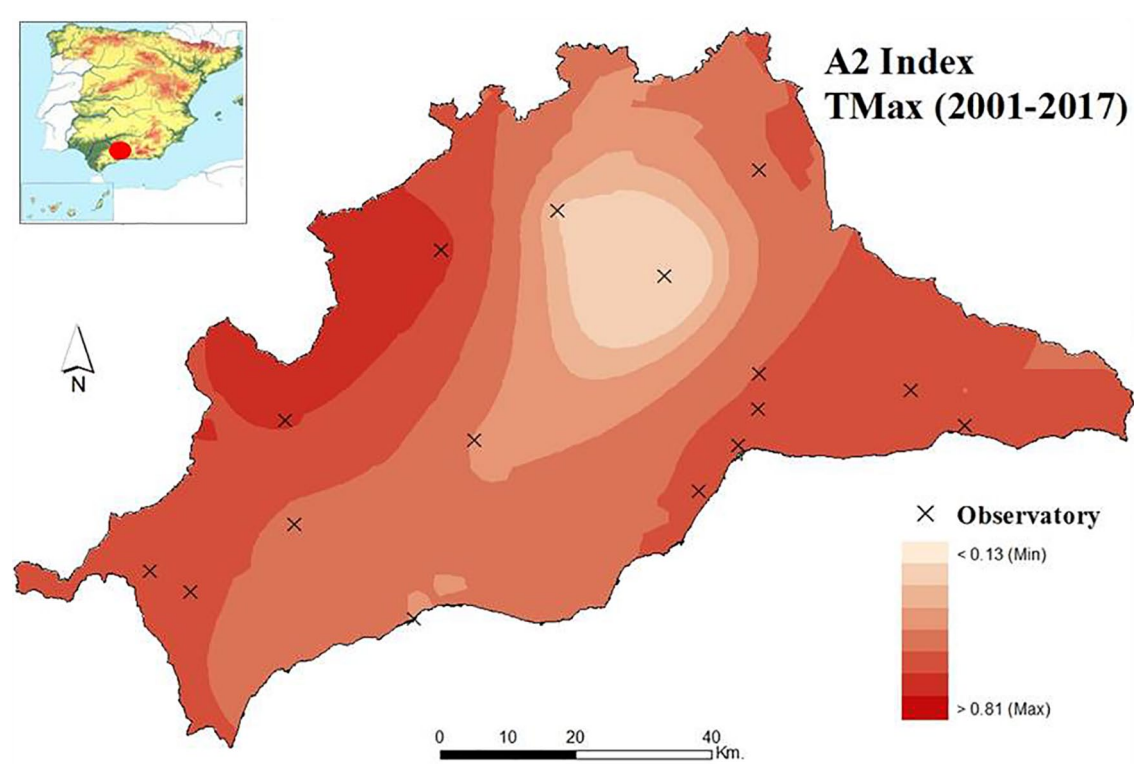 A2 Index
TMax (2001-2017)
N
Observatory
< 0.13 (Min)
> 0.81 (Max)
0 10 20 40
Km.